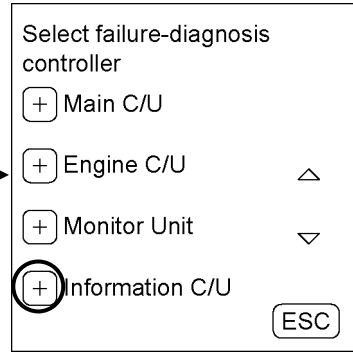 Select failure-diagnosis
controller
+ Main C/U
+ Engine C/U
+ Monitor Unit
+ Information C/U
ESC